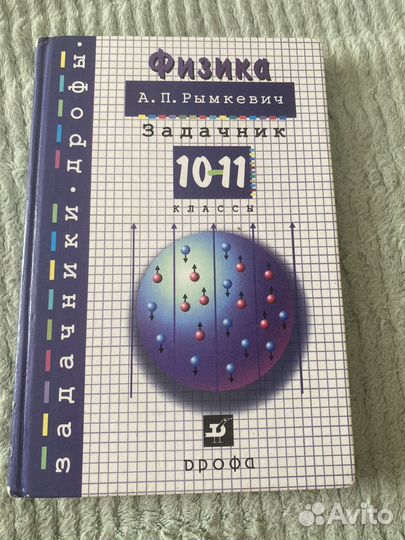 задачники.дрофы.
Физика
А.П.Рымкевич
Задачник
10-11
классы
дрофа
Avito